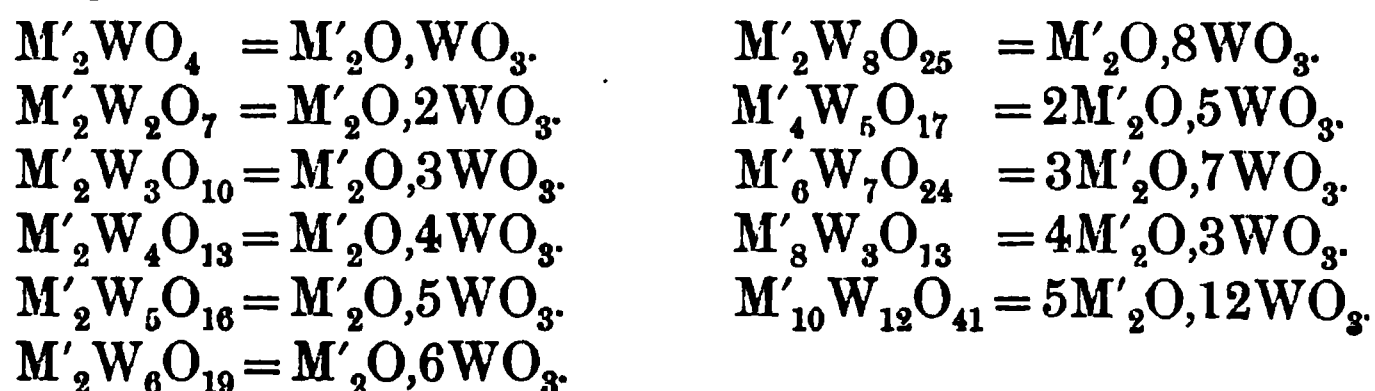 M′₂WO₄ = M′₂O,WO₃.
M′₂W₂O₇ = M′₂O,2WO₃.
M′₂W₃O₁₀ = M′₂O,3WO₃.
M′₂W₄O₁₃ = M′₂O,4WO₃.
M′₂W₅O₁₆ = M′₂O,5WO₃.
M′₂W₆O₁₉ = M′₂O,6WO₃.
M′₂W₈O₂₅ = M′₂O,8WO₃.
M′₄W₅O₁₇ = 2M′₂O,5WO₃.
M′₆W₇O₂₄ = 3M′₂O,7WO₃.
M′₈W₃O₁₃ = 4M′₂O,3WO₃.
M′₁₀W₁₂O₄₁ = 5M′₂O,12WO₃.